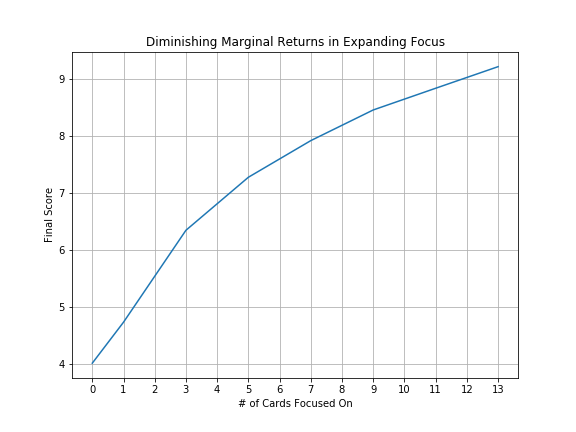 Diminishing Marginal Returns in Expanding Focus
9
8
7
6
5
4
Final Score
0 1 2 3 4 5 6 7 8 9 10 11 12 13
# of Cards Focused On